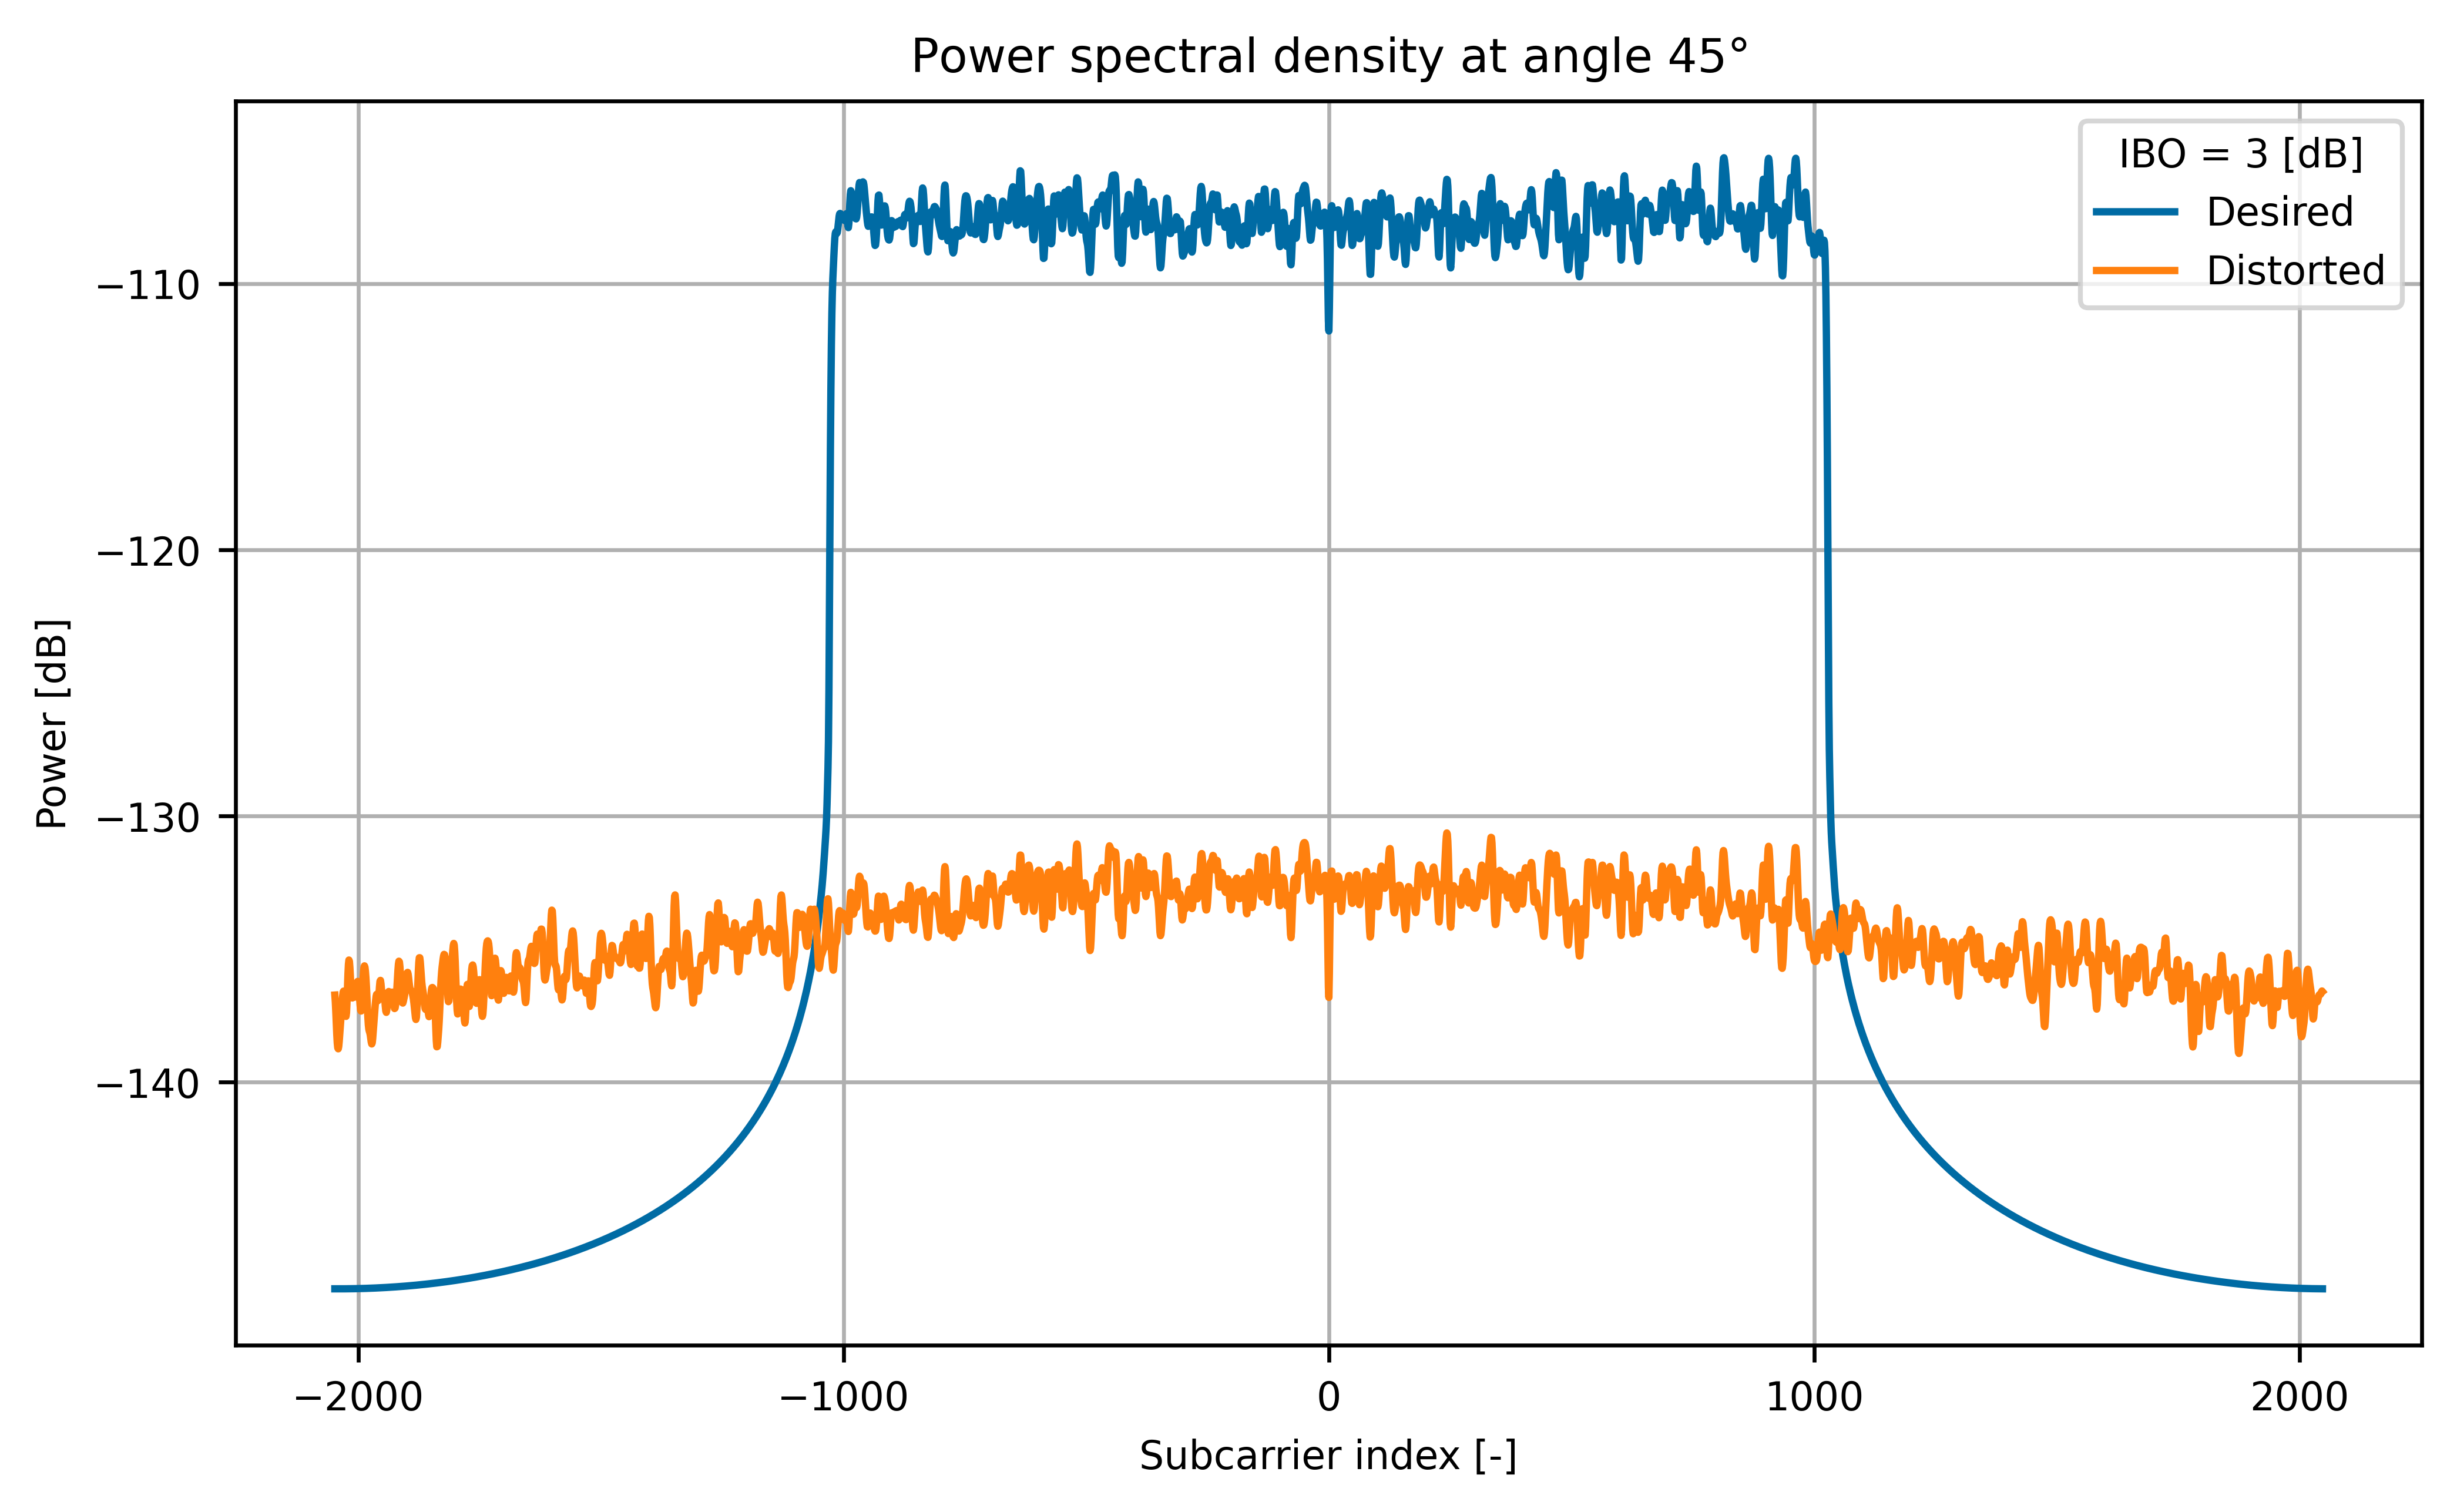 Power spectral density at angle 45°
IBO = 3 [dB]
Desired
Distorted
Power [dB]
−110
−120
−130
−140
−2000
−1000
0
1000
2000
Subcarrier index [-]